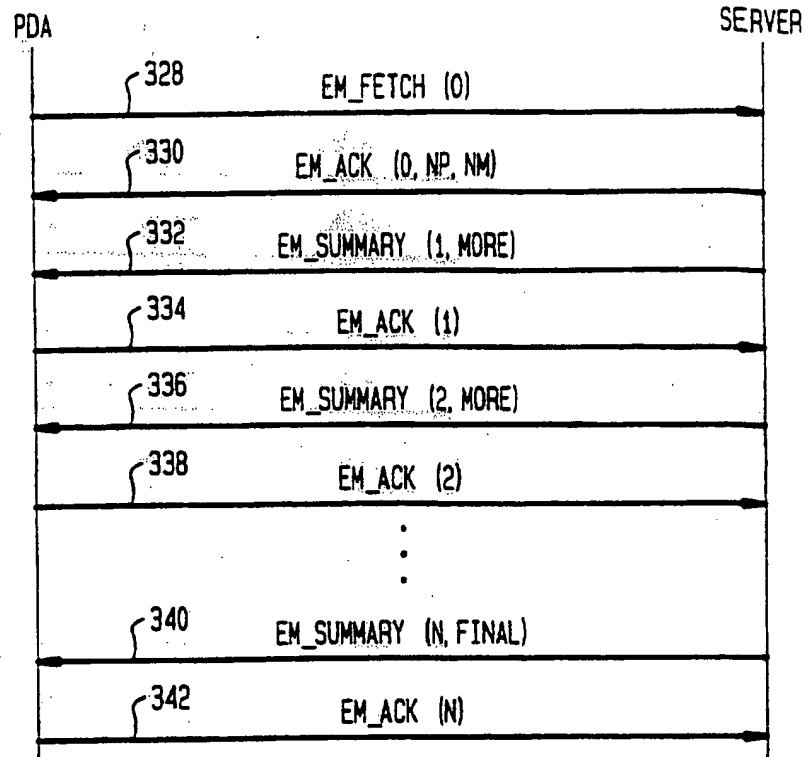 PDA
SERVER
328
EM_FETCH (0)
330
EM_ACK (0, NP, NM)
332
EM_SUMMARY (1, MORE)
334
EM_ACK (1)
336
EM_SUMMARY (2, MORE)
338
EM_ACK (2)
340
EM_SUMMARY (N, FINAL)
342
EM_ACK (N)